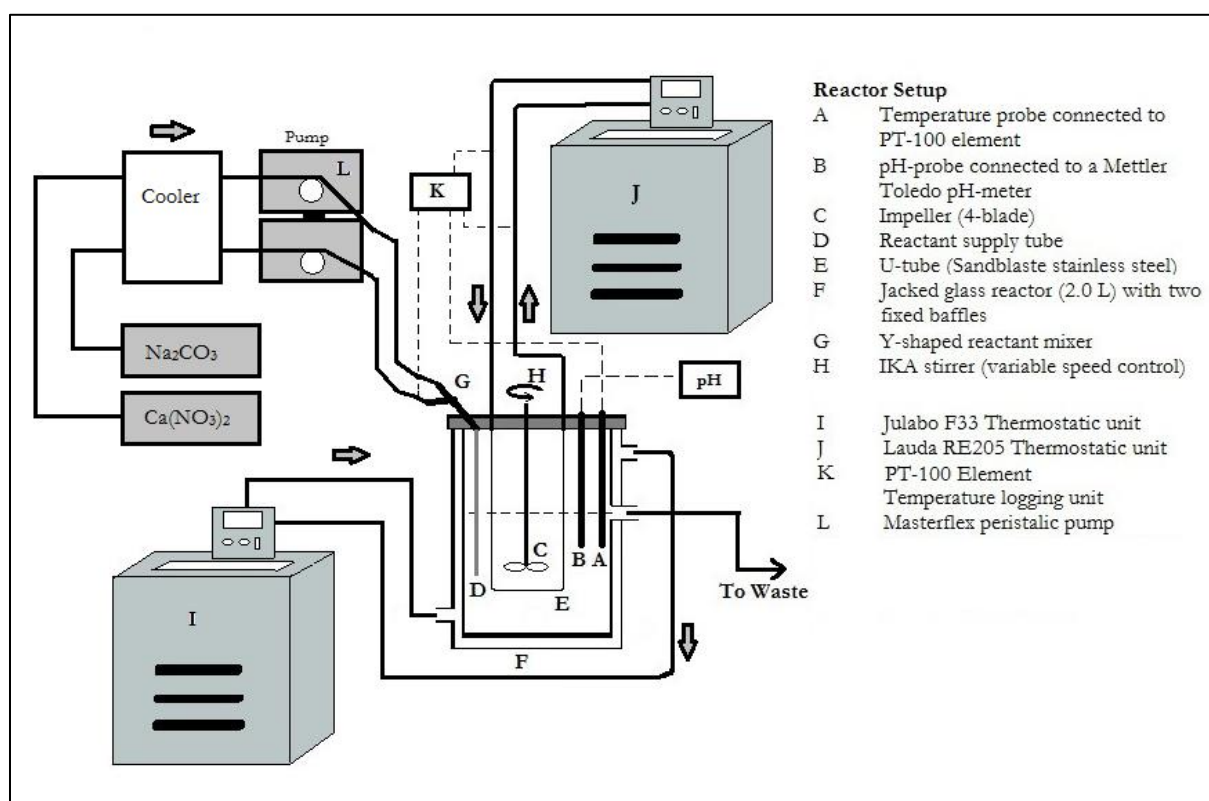 Pump
L
Cooler
Na₂CO₃
Ca(NO₃)₂
K
J
G
H
pH
C
B
A
D
E
F
I
To Waste
Reactor Setup
A Temperature probe connected to
PT-100 element
B pH-probe connected to a Mettler
Toledo pH-meter
C Impeller (4-blade)
D Reactant supply tube
E U-tube (Sandblaste stainless steel)
F Jacked glass reactor (2.0 L) with two
fixed baffles
G Y-shaped reactant mixer
H IKA stirrer (variable speed control)
I Julabo F33 Thermostatic unit
J Lauda RE205 Thermostatic unit
K PT-100 Element
Temperature logging unit
L Masterflex peristalic pump